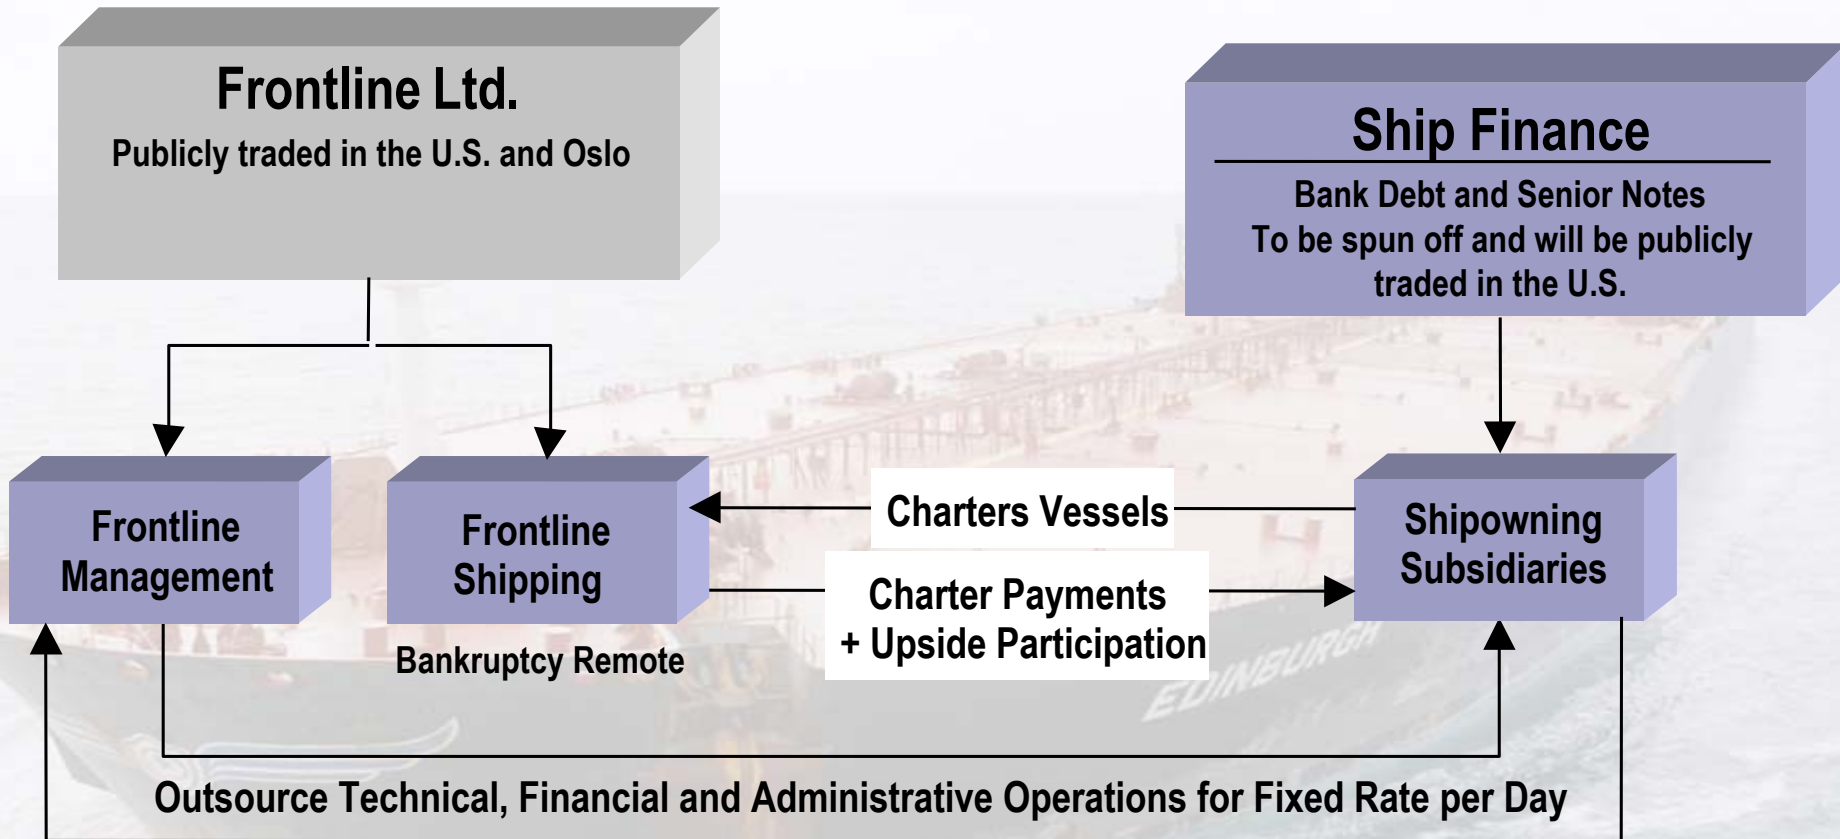 Frontline Ltd.
Publicly traded in the U.S. and Oslo
Ship Finance
Bank Debt and Senior Notes
To be spun off and will be publicly
traded in the U.S.
Frontline
Management
Frontline
Shipping
Bankruptcy Remote
Charters Vessels
Charter Payments
+ Upside Participation
Shipowning
Subsidiaries
EDINBURGH
Outsource Technical, Financial and Administrative Operations for Fixed Rate per Day